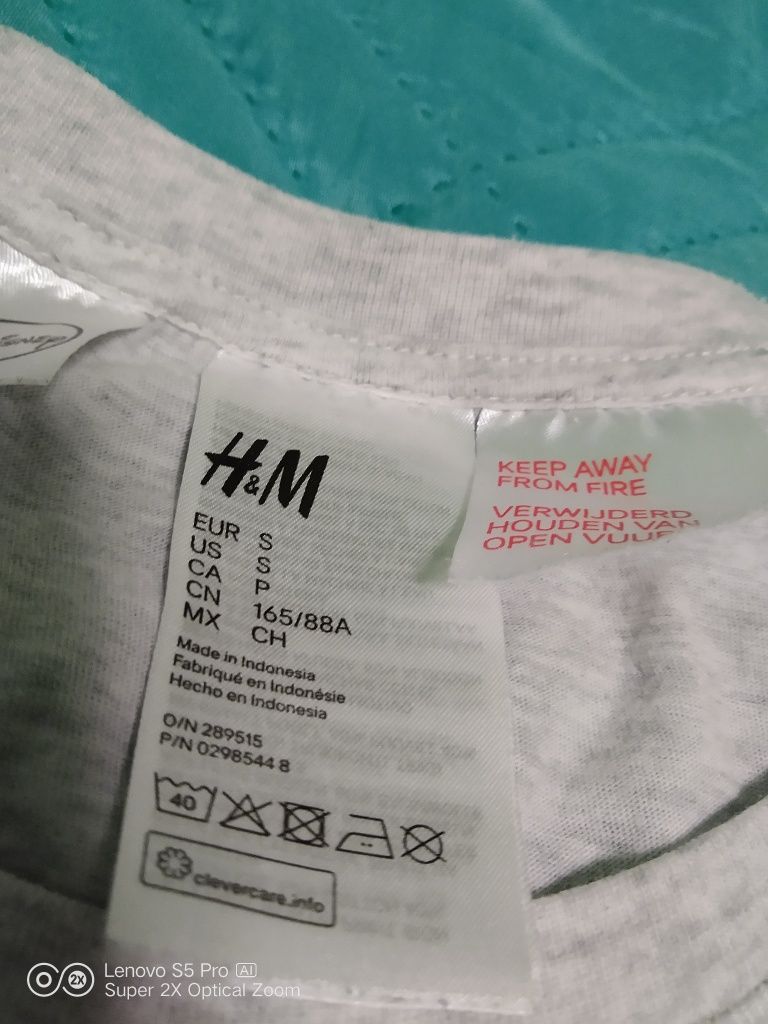 H&M
EUR S
US S
CA P
CN 165/88A
MX CH
Made in Indonesia
Fabriqué en Indonésie
Hecho en Indonesia
O/N 289515
P/N 0298544 8
40
clevercare.info
KEEP AWAY
FROM FIRE
VERWIJDERD
HOUDEN VAN
OPEN
Lenovo S5 Pro AI
2X
Super 2X Optical Zoom